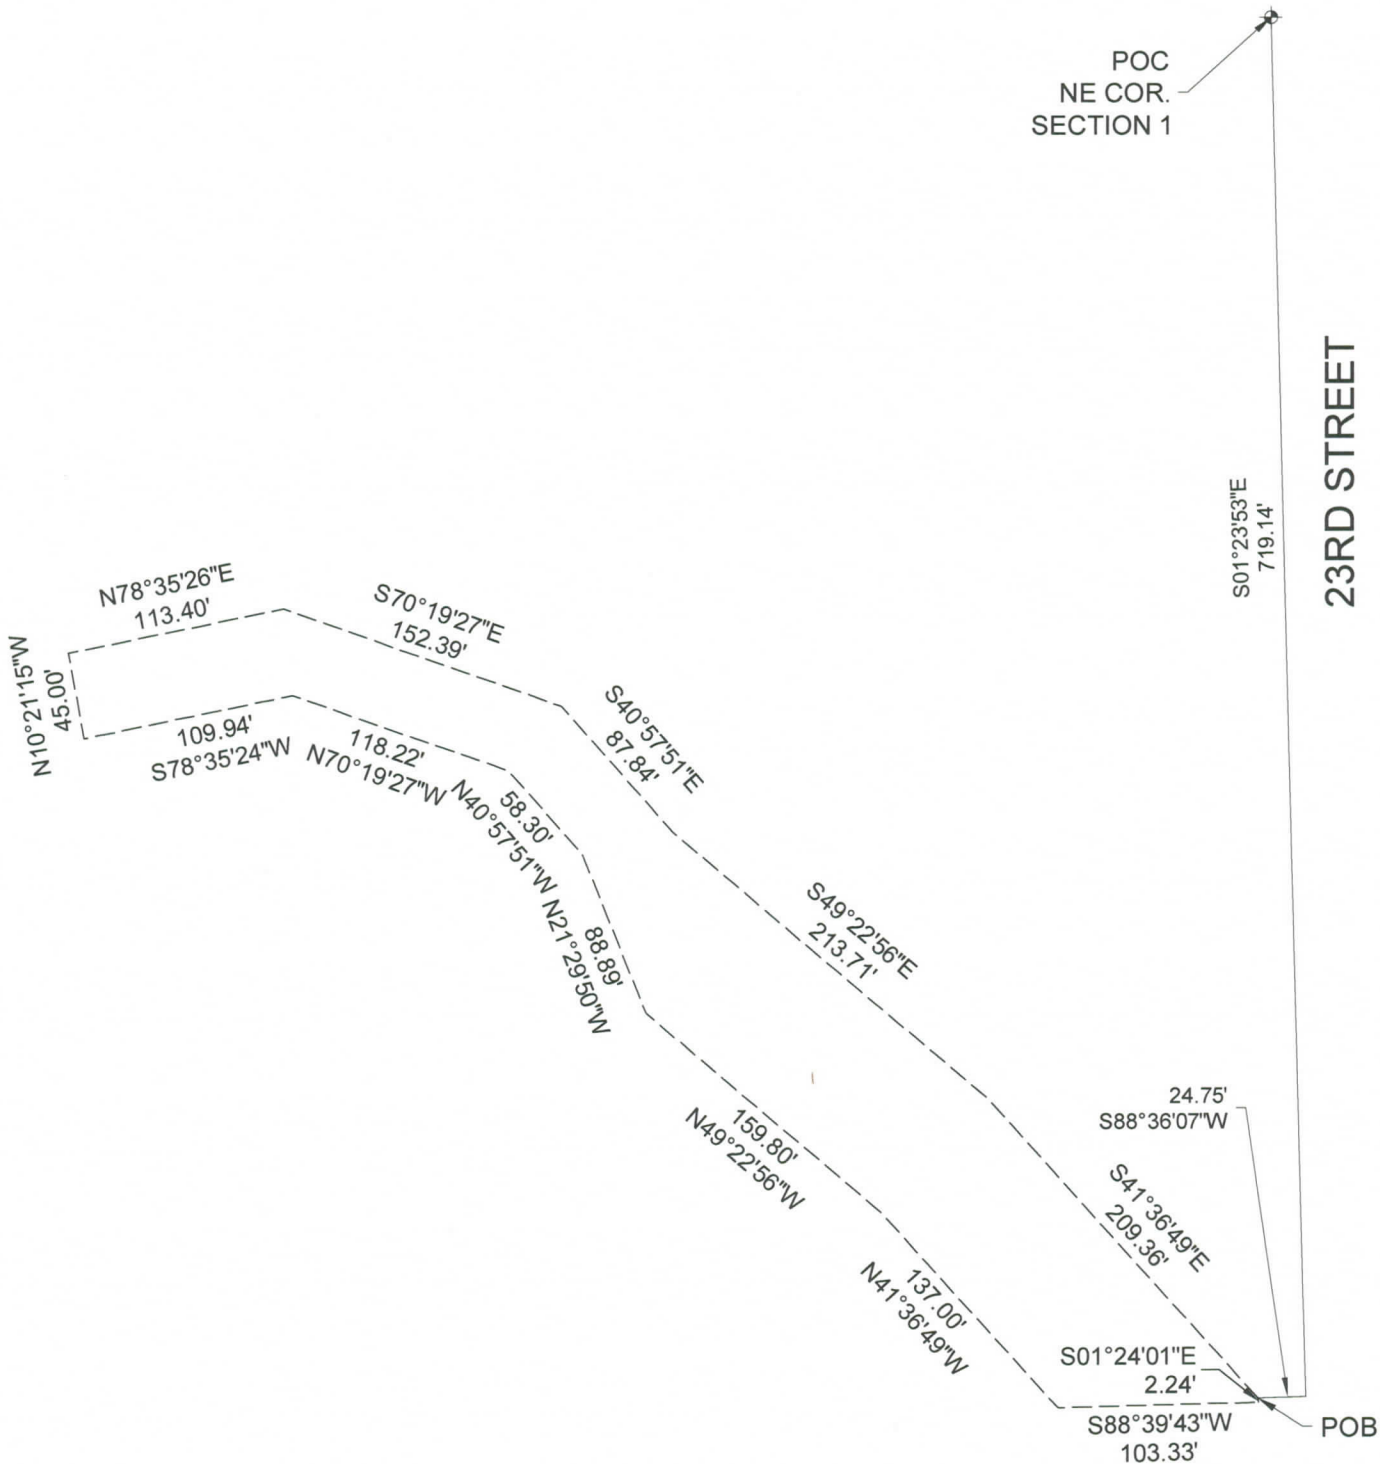 POC
NE COR.
SECTION 1
23RD STREET
S01°23'53"E
719.14'
N78°35'26"E
113.40'
S70°19'27"E
152.39'
N10°21'15"W
45.00'
S40°57'51"E
87.84'
109.94'
S78°35'24"W
118.22'
N70°19'27"W
58.30'
N40°57'51"W
S49°22'56"E
213.71'
88.89'
N21°29'50"W
24.75'
S88°36'07"W
159.80'
N49°22'56"W
S41°36'49"E
209.36'
137.00'
N41°36'49"W
S01°24'01"E
2.24'
S88°39'43"W
103.33'
POB